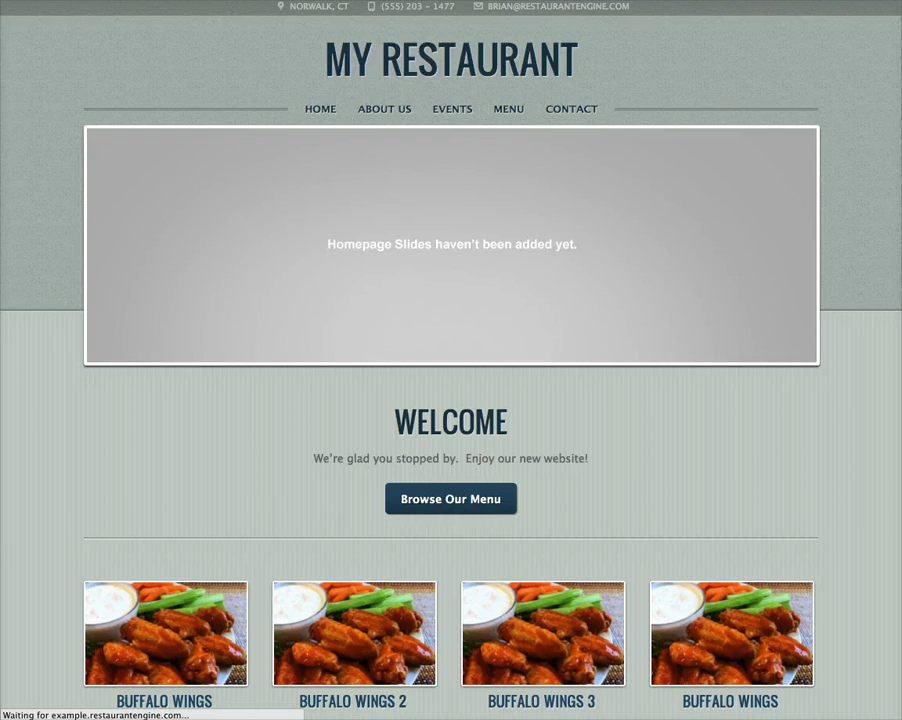 NORWALK, CT (555) 203 - 1477 BRIAN@RESTAURANTENGINE.COM
MY RESTAURANT
HOME ABOUT US EVENTS MENU CONTACT
Homepage Slides haven't been added yet.
WELCOME
We're glad you stopped by. Enjoy our new website!
Browse Our Menu
BUFFALO WINGS BUFFALO WINGS 2 BUFFALO WINGS 3 BUFFALO WINGS
Waiting for example.restaurantengine.com...